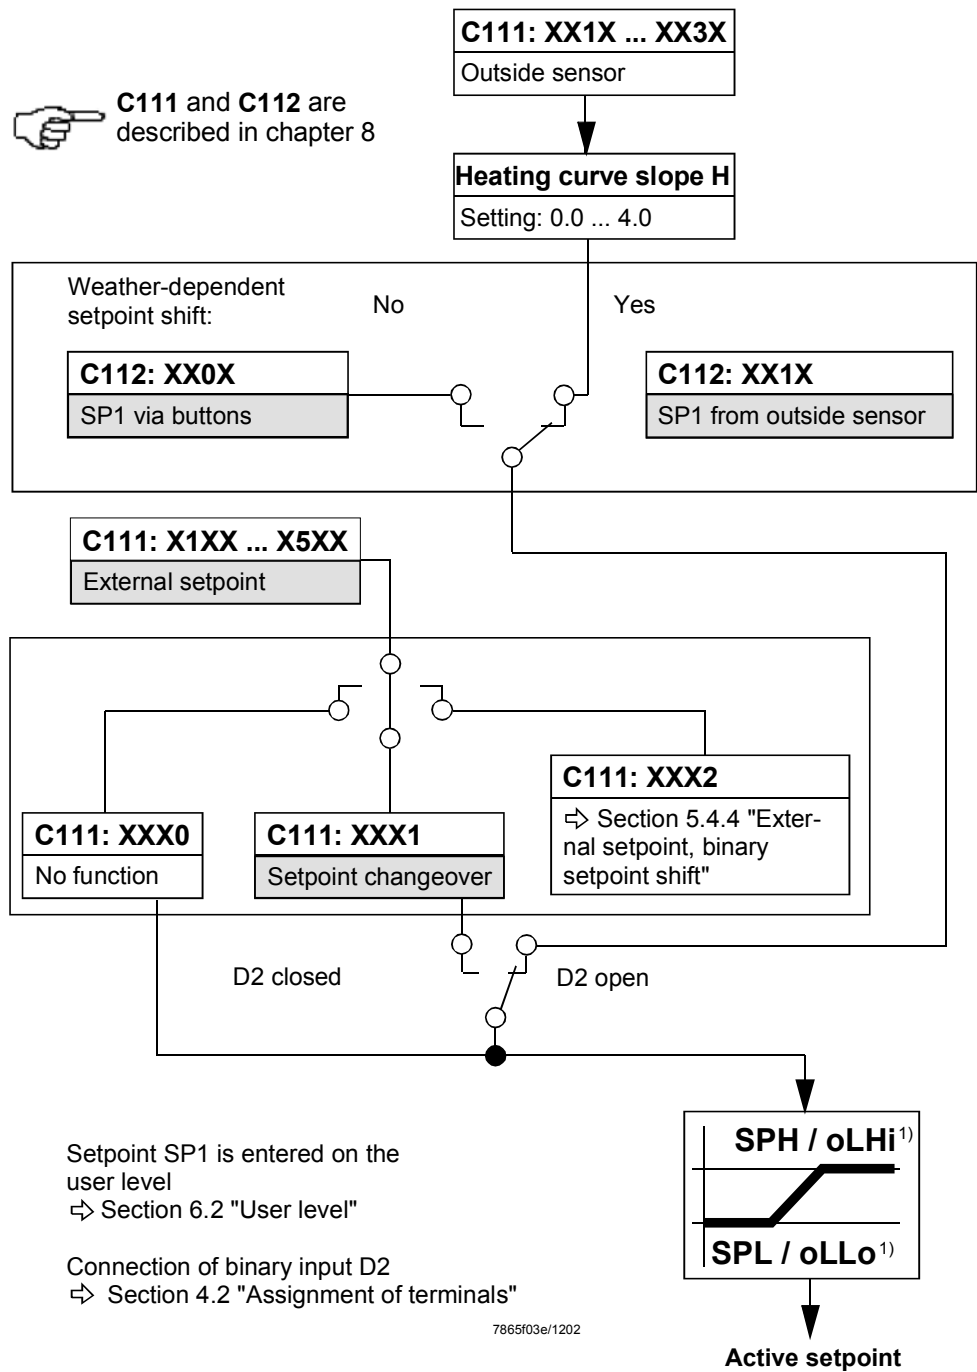 C111: XX1X ... XX3X
Outside sensor
C111 and C112 are
described in chapter 8
Heating curve slope H
Setting: 0.0 ... 4.0
Weather-dependent
setpoint shift:
No
Yes
C112: XX0X
SP1 via buttons
C112: XX1X
SP1 from outside sensor
C111: X1XX ... X5XX
External setpoint
C111: XXX2
⇨ Section 5.4.4 "Exter-
nal setpoint, binary
setpoint shift"
C111: XXX0
No function
C111: XXX1
Setpoint changeover
D2 closed
D2 open
SPH / oLHi 1)
SPL / oLLo 1)
Setpoint SP1 is entered on the
user level
⇨ Section 6.2 "User level"
Connection of binary input D2
⇨ Section 4.2 "Assignment of terminals"
7865f03e/1202
Active setpoint